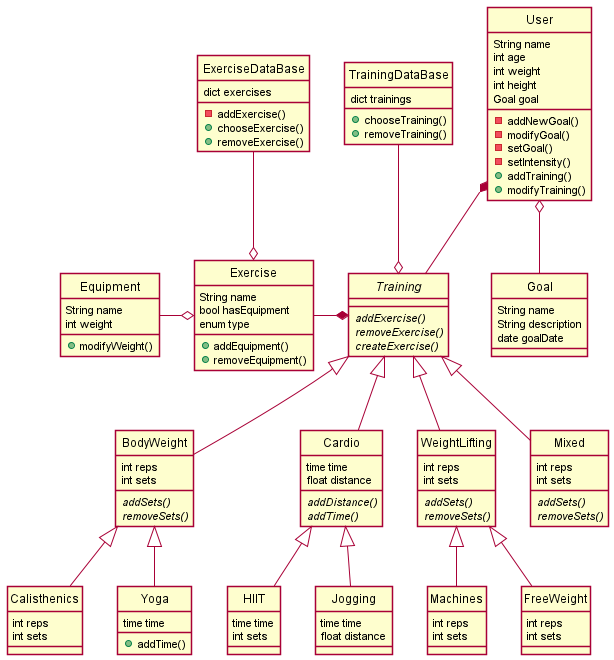 User
String name
int age
int weight
int height
Goal goal
addNewGoal()
modifyGoal()
setGoal()
setIntensity()
addTraining()
modifyTraining()
ExerciseDataBase
dict exercises
addExercise()
chooseExercise()
removeExercise()
TrainingDataBase
dict trainings
chooseTraining()
removeTraining()
Equipment
String name
int weight
modifyWeight()
Exercise
String name
bool hasEquipment
enum type
addEquipment()
removeEquipment()
Training
addExercise()
removeExercise()
createExercise()
Goal
String name
String description
date goalDate
BodyWeight
int reps
int sets
addSets()
removeSets()
Cardio
time time
float distance
addDistance()
addTime()
WeightLifting
int reps
int sets
addSets()
removeSets()
Mixed
int reps
int sets
addSets()
removeSets()
Calisthenics
int reps
int sets
Yoga
time time
addTime()
HIIT
time time
int sets
Jogging
time time
float distance
Machines
int reps
int sets
FreeWeight
int reps
int sets